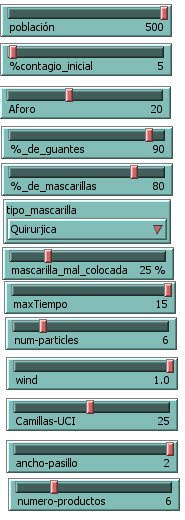 población 500
%contagio_inicial 5
Aforo 20
%_de_guantes 90
%_de_mascarillas 80
tipo_mascarilla
Quirurjica
mascarilla_mal_colocada 25 %
maxTiempo 15
num-particles 6
wind 1.0
Camillas-UCI 25
ancho-pasillo 2
numero-productos 6